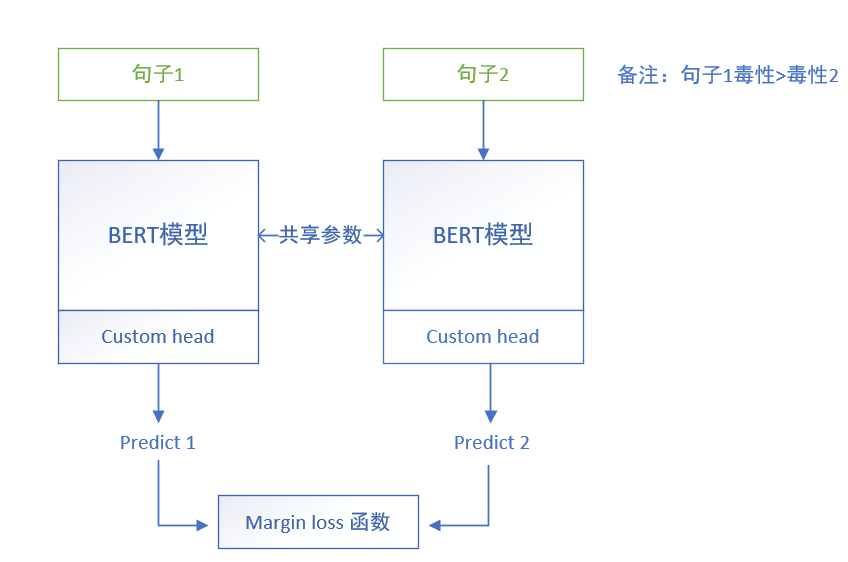 句子1
句子2
备注：句子1毒性>毒性2
BERT模型
共享参数
BERT模型
Custom head
Custom head
Predict 1
Predict 2
Margin loss 函数